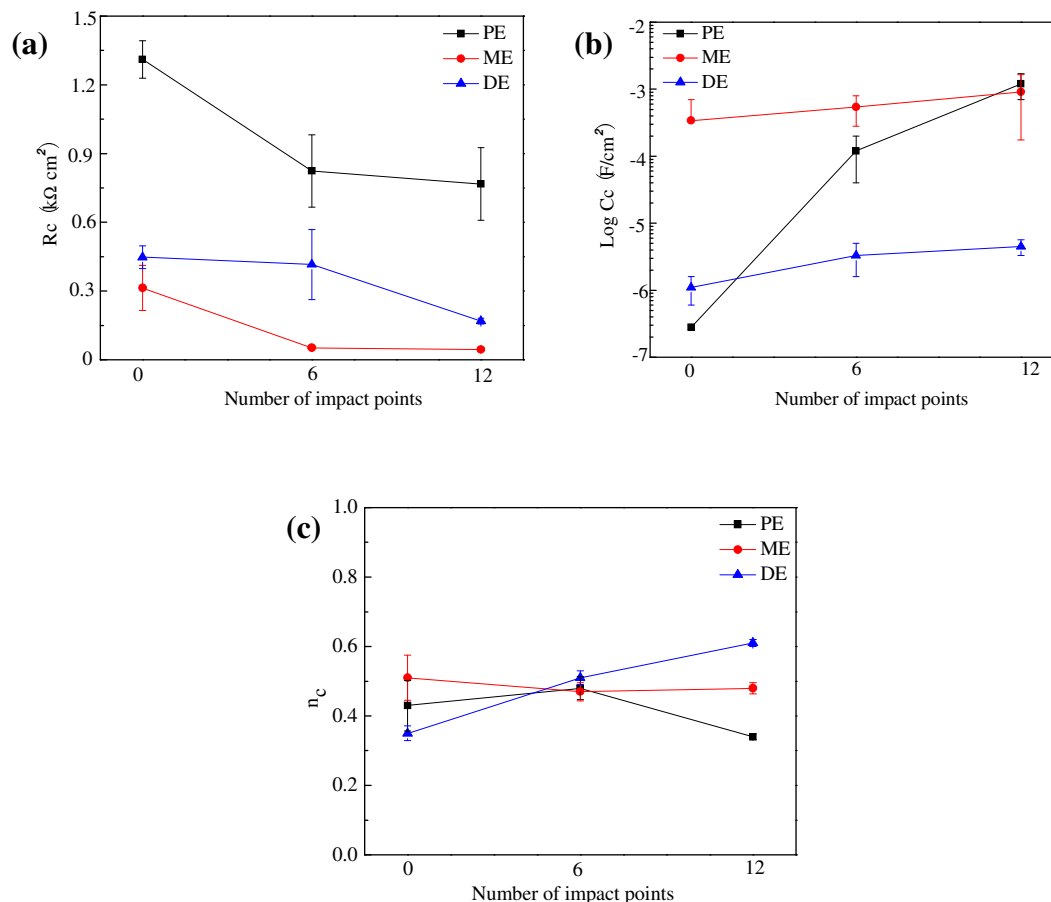 (a)
1.5
1.2
0.9
0.6
0.3
0
Rc (kΩ cm²)
PE
ME
DE
0 6 12
Number of impact points
(b)
-2
-3
-4
-5
-6
-7
Log Cc (F/cm²)
PE
ME
DE
0 6 12
Number of impact points
(c)
1.0
0.8
0.6
0.4
0.2
0.0
nc
PE
ME
DE
0 6 12
Number of impact points